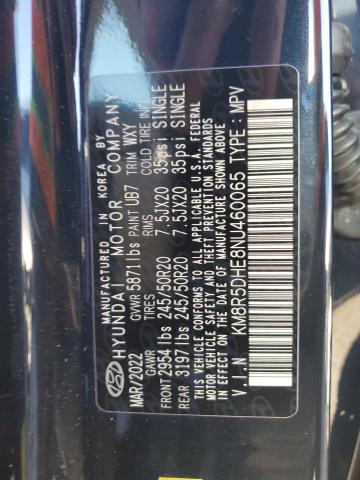 MADE IN KOREA BY
HYUNDAI MOTOR COMPANY
MAR/2022 GVWR 5871lbs PAINT UB7 TRIM WXY
GAWR TIRES RIMS COLD TIRE INF
FRONT 2954 lbs 245/50R20 7.5JX20 35psi SINGLE
REAR 3197 lbs 245/50R20 7.5JX20 35psi SINGLE
THIS VEHICLE CONFORMS TO ALL APPLICABLE U.S.A. FEDERAL
MOTOR VEHICLE SAFETY, BUMPER, AND THEFT PREVENTION STANDARDS
IN EFFECT ON THE DATE OF MANUFACTURE SHOWN ABOVE.
V.I.N : KM8R5DHE8NU460065 TYPE : MPV